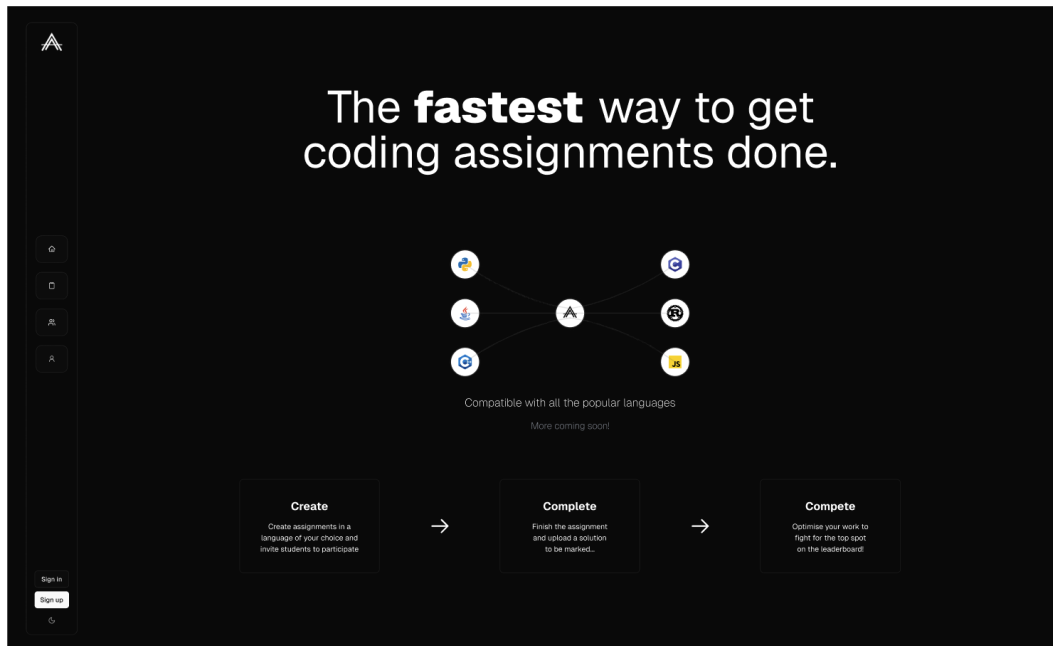 The fastest way to get
coding assignments done.
JS
Compatible with all the popular languages
More coming soon!
Create
Create assignments in a
language of your choice and
invite students to participate
Complete
Finish the assignment
and upload a solution
to be marked...
Compete
Optimise your work to
fight for the top spot
on the leaderboard!
Sign in
Sign up